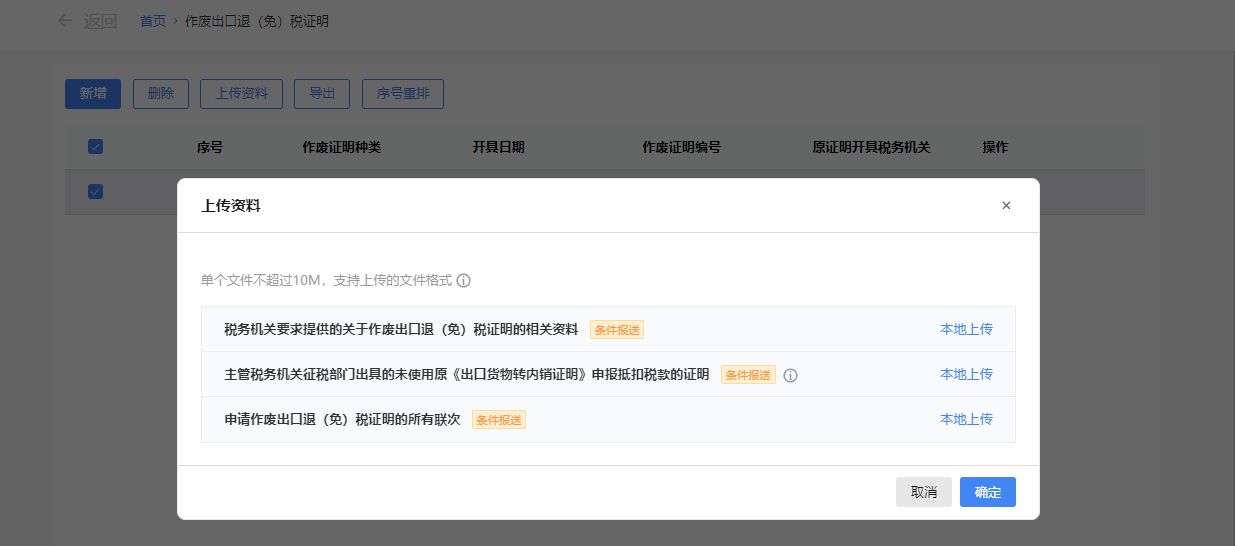 返回 首页 > 作废出口退（免）税证明
新增 删除 上传资料 导出 序号重排
序号 作废证明种类 开具日期 作废证明编号 原证明开具税务机关 操作
上传资料 ×
单个文件不超过10M，支持上传的文件格式
税务机关要求提供的关于作废出口退（免）税证明的相关资料 条件报送 本地上传
主管税务机关征税部门出具的未使用原《出口货物转内销证明》申报抵扣税款的证明 条件报送 本地上传
申请作废出口退（免）税证明的所有联次 条件报送 本地上传
取消 确定